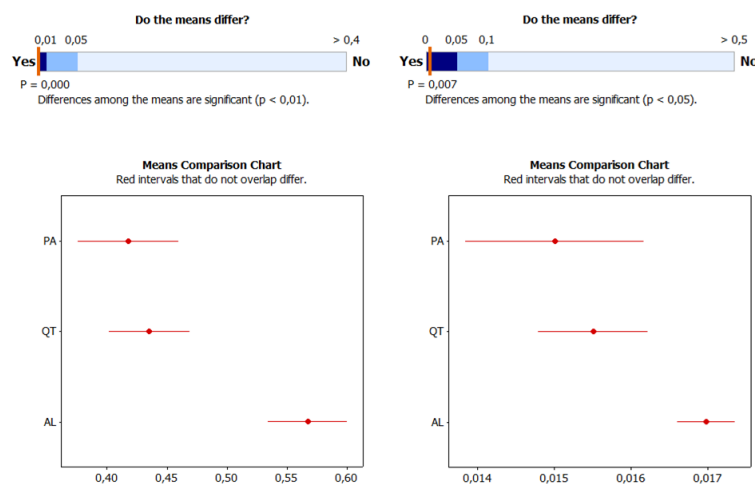 Do the means differ?
0,01 0,05 > 0,4
Yes No
P = 0,000
Differences among the means are significant (p < 0,01).
Means Comparison Chart
Red intervals that do not overlap differ.
PA
QT
AL
0,40 0,45 0,50 0,55 0,60
Do the means differ?
0 0,05 0,1 > 0,5
Yes No
P = 0,007
Differences among the means are significant (p < 0,05).
Means Comparison Chart
Red intervals that do not overlap differ.
PA
QT
AL
0,014 0,015 0,016 0,017